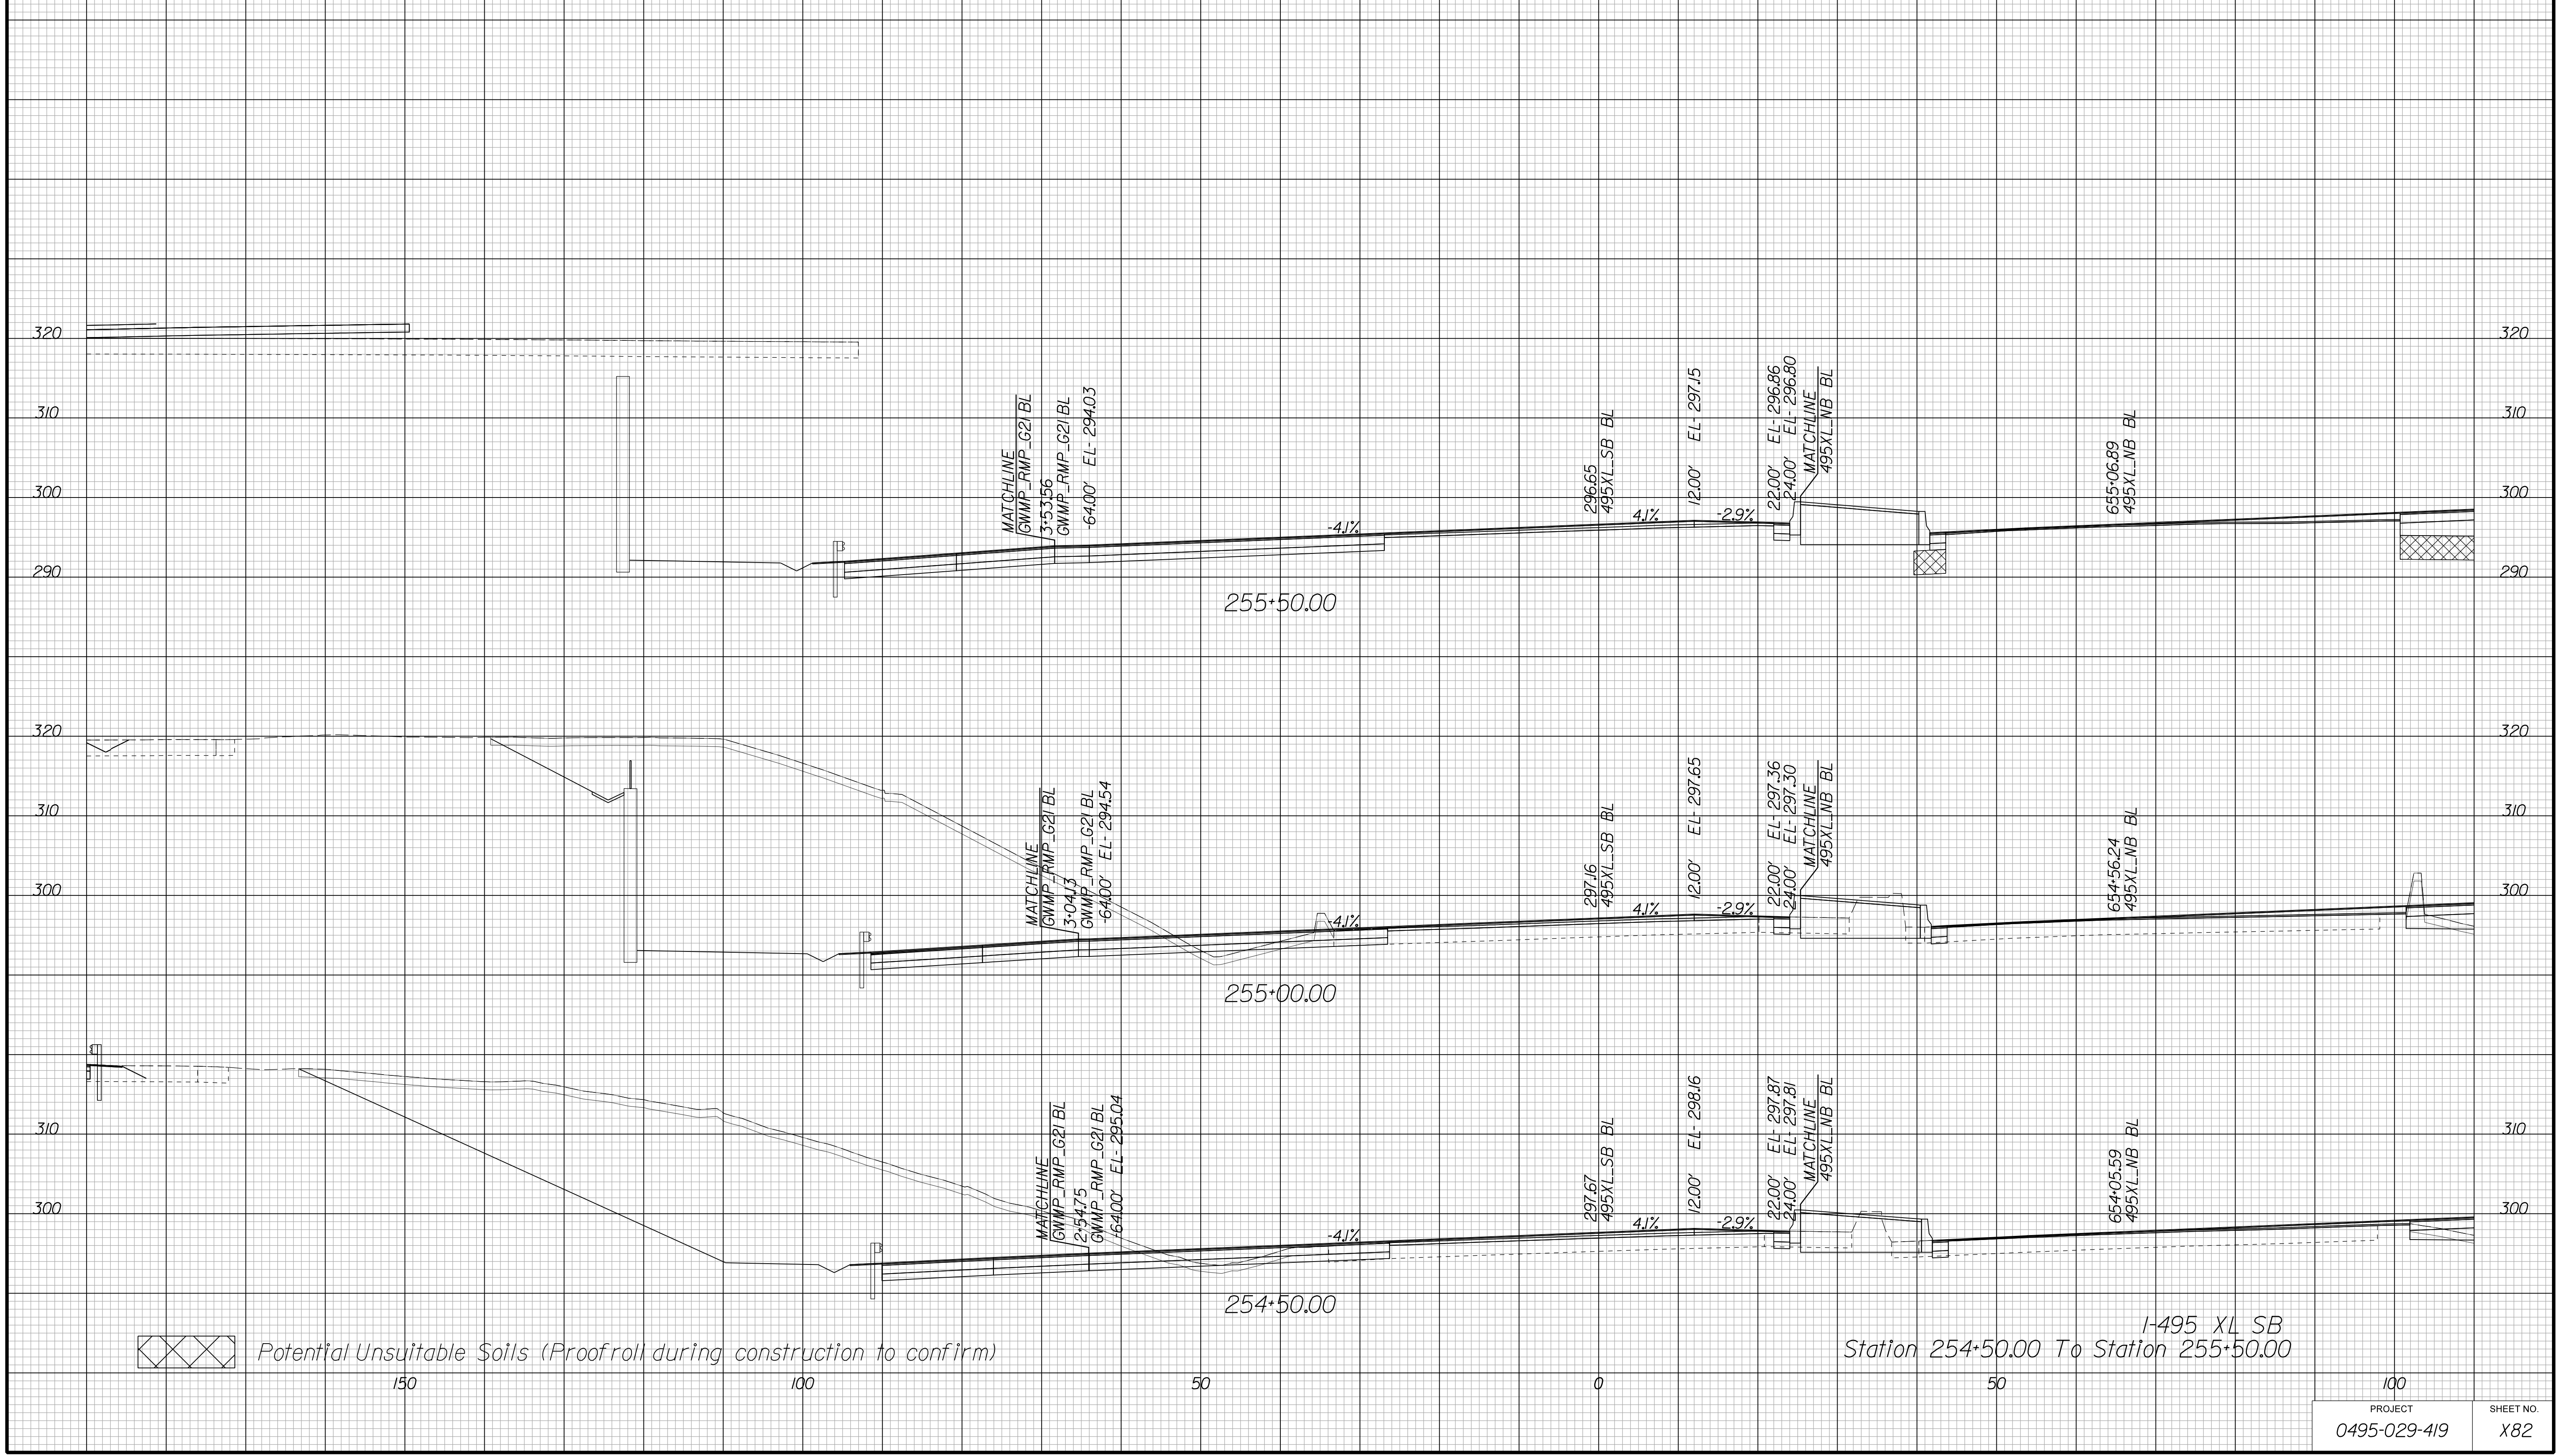 320
320
310
310
300
300
290
290
MATCHLINE
GWMP_RMP_G21 BL
3+53.56
GWMP_RMP_G21 BL
-64.00' EL- 294.03
-4.1%
296.65
495XL_SB BL
4.1%
12.00' EL- 297.15
-2.9%
22.00' EL- 296.86
24.00' EL- 296.80
MATCHLINE
495XL_NB BL
655+06.89
495XL_NB BL
255+50.00
320
320
310
310
300
300
MATCHLINE
GWMP_RMP_G21 BL
3+04.13
GWMP_RMP_G21 BL
-64.00' EL- 294.54
-4.1%
297.16
495XL_SB BL
4.1%
12.00' EL- 297.65
-2.9%
22.00' EL- 297.36
24.00' EL- 297.30
MATCHLINE
495XL_NB BL
654+56.24
495XL_NB BL
255+00.00
310
310
300
300
MATCHLINE
GWMP_RMP_G21 BL
2+54.75
GWMP_RMP_G21 BL
-64.00' EL- 295.04
-4.1%
297.67
495XL_SB BL
4.1%
12.00' EL- 298.16
-2.9%
22.00' EL- 297.87
24.00' EL- 297.81
MATCHLINE
495XL_NB BL
654+05.59
495XL_NB BL
254+50.00
Potential Unsuitable Soils (Proofroll during construction to confirm)
I-495 XL SB
Station 254+50.00 To Station 255+50.00
150
100
50
0
50
100
PROJECT
0495-029-419
SHEET NO.
X82